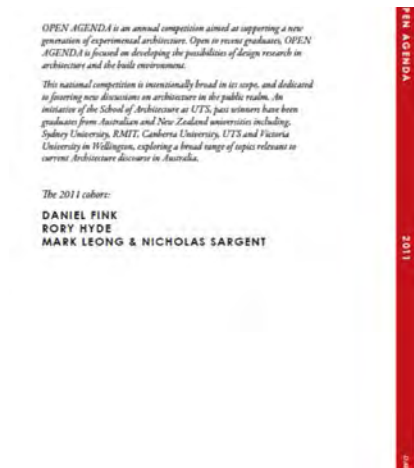 OPEN AGENDA is an annual competition aimed at supporting a new
generation of experimental architecture. Open to recent graduates, OPEN
AGENDA is focused on developing the possibilities of design research in
architecture and the built environment.
This national competition is intentionally broad in its scope, and dedicated
to fostering new discussions on architecture in the public realm. An
initiative of the School of Architecture at UTS, past winners have been
graduates from Australian and New Zealand universities including,
Sydney University, RMIT, Canberra University, UTS and Victoria
University in Wellington, exploring a broad range of topics relevant to
current Architecture discourse in Australia.
The 2011 cohort:
DANIEL FINK
RORY HYDE
MARK LEONG & NICHOLAS SARGENT
PEN AGENDA
2011